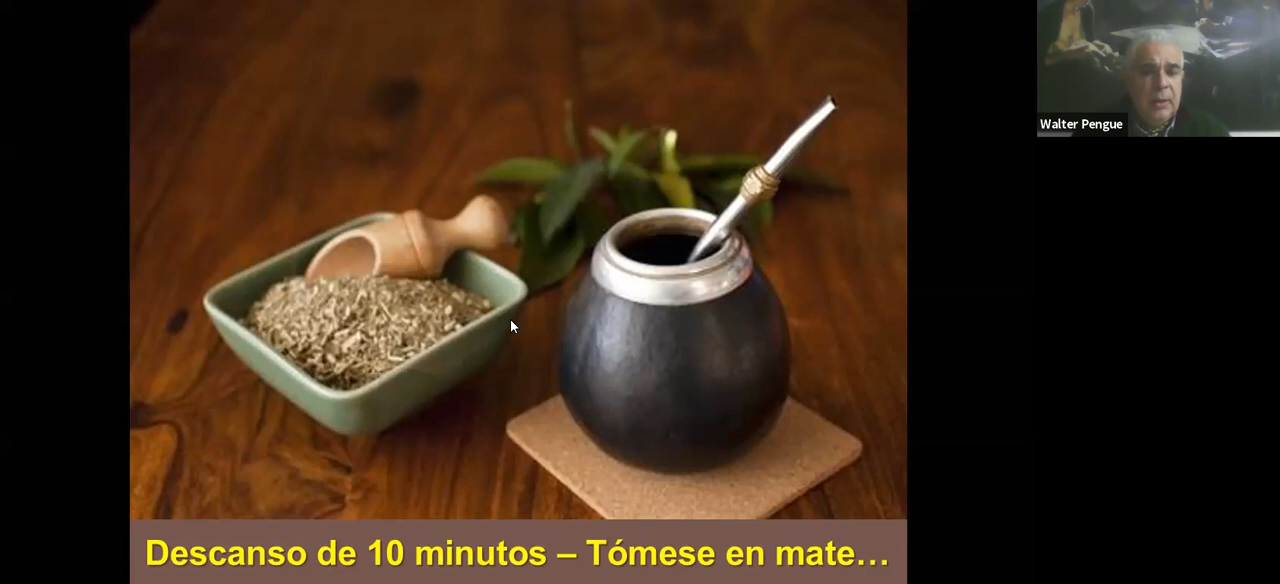 Walter Pengue
Descanso de 10 minutos – Tómese en mate…